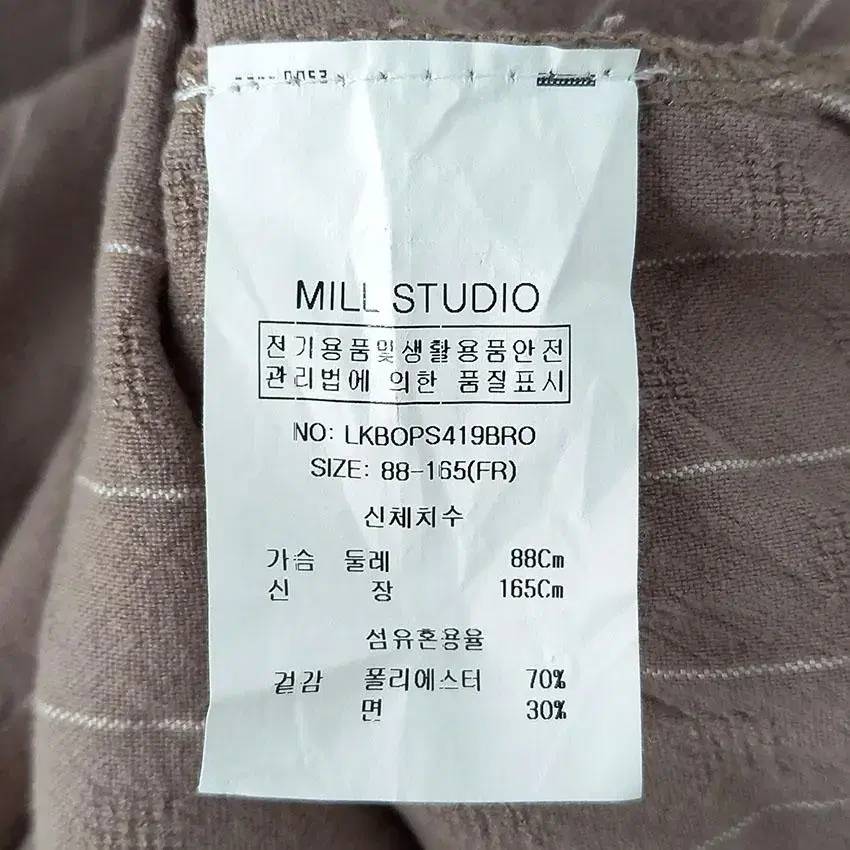 MILL STUDIO
전기용품및생활용품안전
관리법에 의한 품질표시
NO: LKBOPS419BRO
SIZE: 88-165(FR)
신체치수
가슴 둘레 88Cm
신 장 165Cm
섬유혼용율
겉감 폴리에스터 70%
면 30%